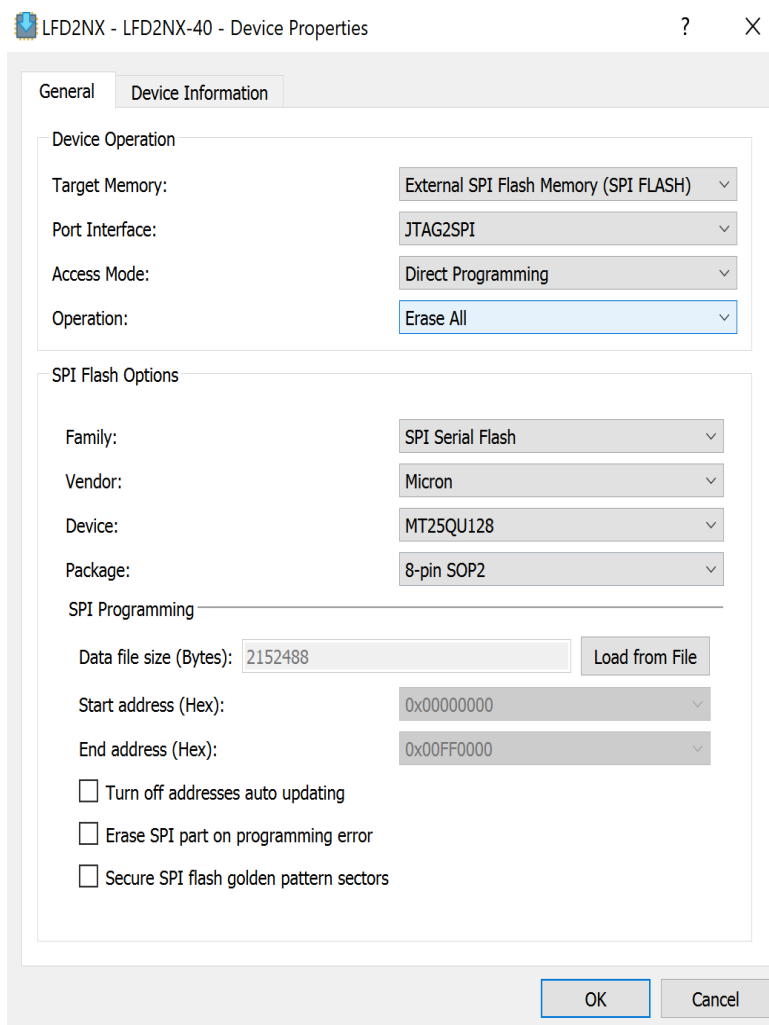 LFD2NX - LFD2NX-40 - Device Properties ? X
General Device Information
Device Operation
Target Memory: External SPI Flash Memory (SPI FLASH)
Port Interface: JTAG2SPI
Access Mode: Direct Programming
Operation: Erase All
SPI Flash Options
Family: SPI Serial Flash
Vendor: Micron
Device: MT25QU128
Package: 8-pin SOP2
SPI Programming
Data file size (Bytes): 2152488 Load from File
Start address (Hex): 0x00000000
End address (Hex): 0x00FF0000
Turn off addresses auto updating
Erase SPI part on programming error
Secure SPI flash golden pattern sectors
OK Cancel